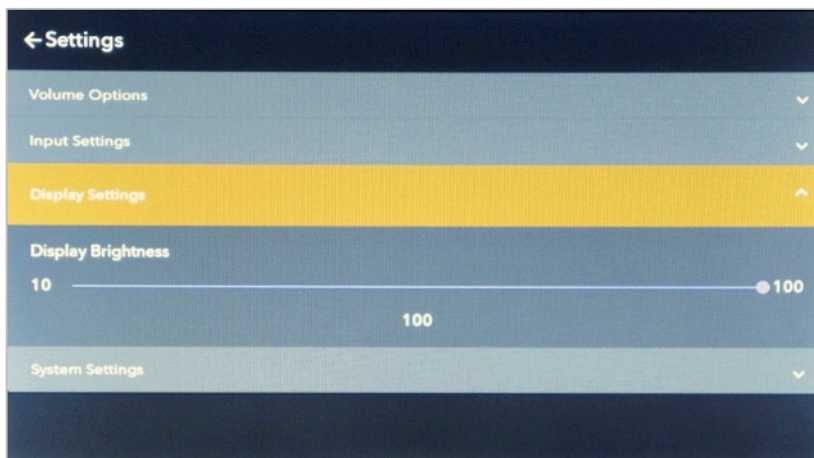 ←Settings
Volume Options
Input Settings
Display Settings
Display Brightness
10 100
100
System Settings